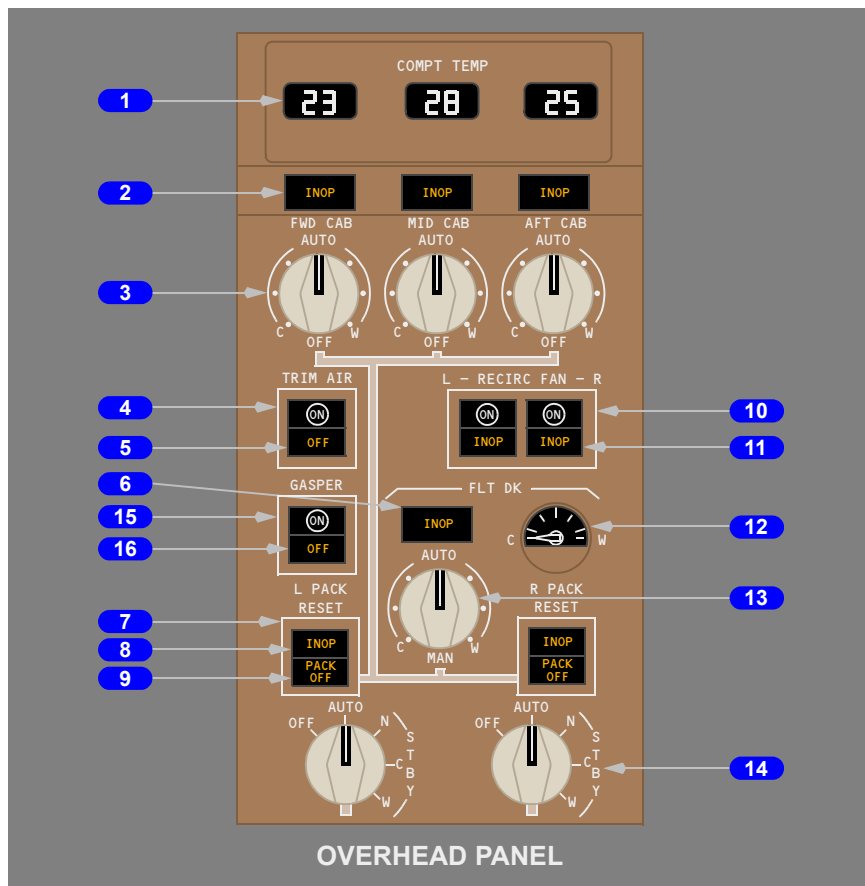 COMPT TEMP
1 23 28 25
2 INOP INOP INOP
FWD CAB MID CAB AFT CAB
AUTO AUTO AUTO
3
C W C W C W
OFF OFF OFF
TRIM AIR L – RECIRC FAN – R
4 ON ON ON 10
5 OFF INOP INOP 11
6 GASPER FLT DK
15 ON INOP
16 OFF C W 12
AUTO
L PACK R PACK
RESET RESET
13
7
C W
MAN
8 INOP INOP
9 PACK OFF PACK OFF
AUTO AUTO
OFF N OFF N
C C 14
W W
STBY STBY
OVERHEAD PANEL